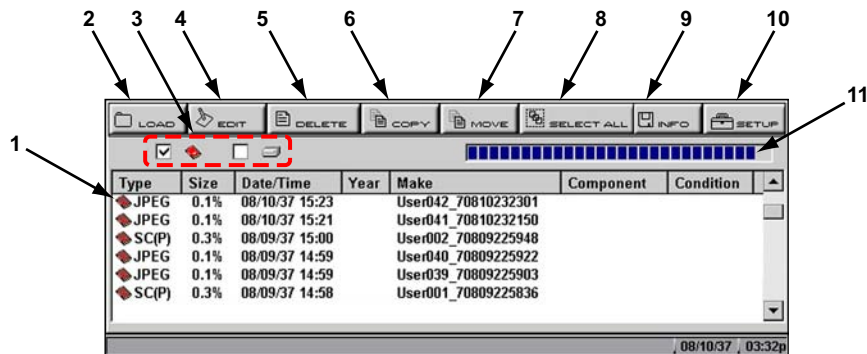 2 3 4 5 6 7 8 9 10
11
1
LOAD EDIT DELETE COPY MOVE SELECT ALL INFO SETUP
Type Size Date/Time Year Make Component Condition
JPEG 0.1% 08/10/37 15:23 User042_70810232301
JPEG 0.1% 08/10/37 15:21 User041_70810232150
SC(P) 0.3% 08/09/37 15:00 User002_70809225948
JPEG 0.1% 08/09/37 14:59 User040_70809225922
JPEG 0.1% 08/09/37 14:59 User039_70809225903
SC(P) 0.3% 08/09/37 14:58 User001_70809225836
08/10/37 03:32p